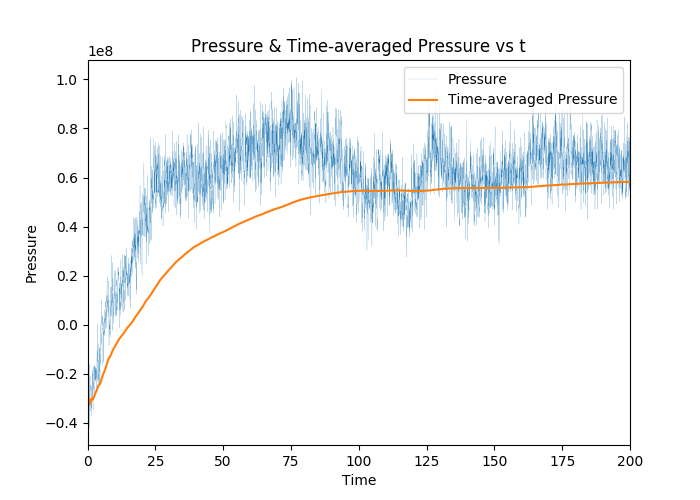 Pressure & Time-averaged Pressure vs t
1e8
Pressure
Time-averaged Pressure
1.0
0.8
0.6
0.4
0.2
0.0
−0.2
−0.4
Pressure
0 25 50 75 100 125 150 175 200
Time